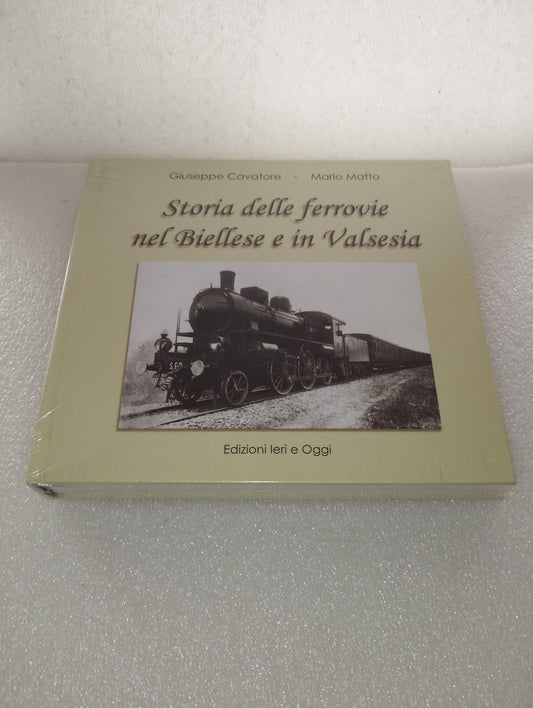 Giuseppe Cavatore - Mario Matto
Storia delle ferrovie
nel Biellese e in Valsesia
Edizioni Ieri e Oggi